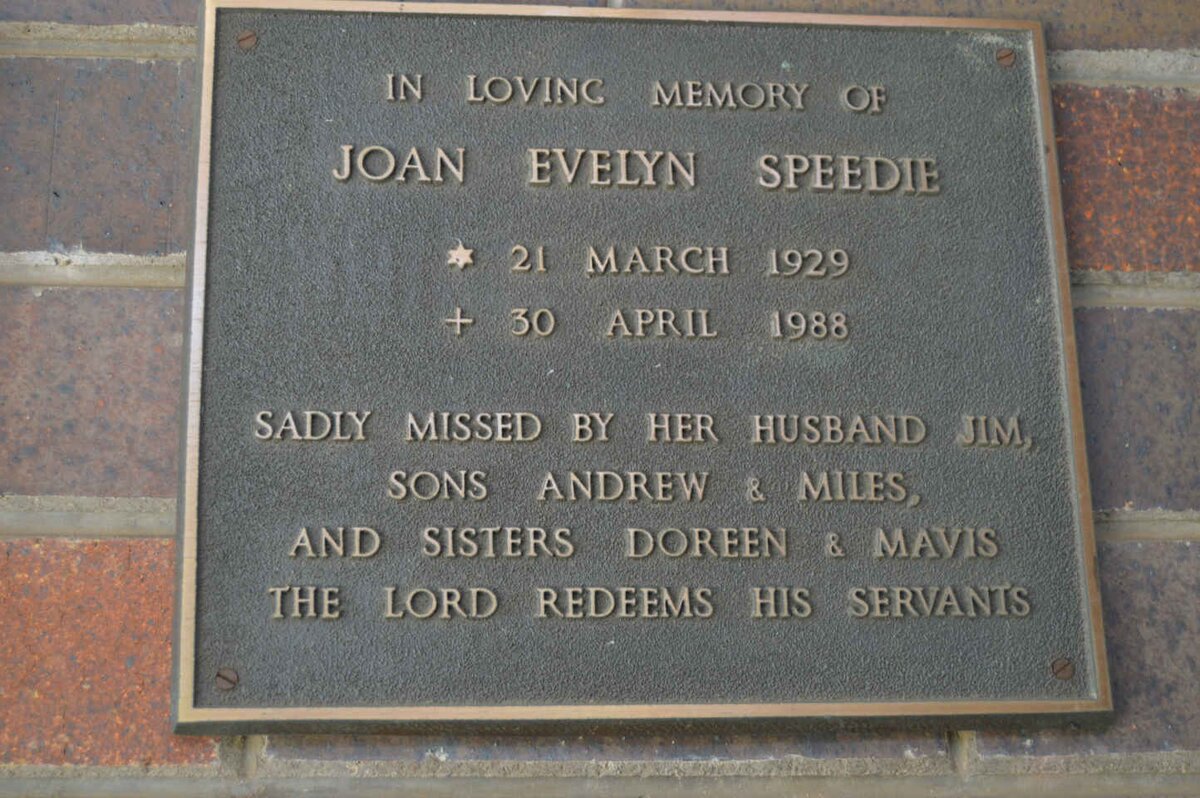 IN LOVING MEMORY OF
JOAN EVELYN SPEEDIE
★ 21 MARCH 1929
+ 30 APRIL 1988
SADLY MISSED BY HER HUSBAND JIM,
SONS ANDREW & MILES,
AND SISTERS DOREEN & MAVIS
THE LORD REDEEMS HIS SERVANTS